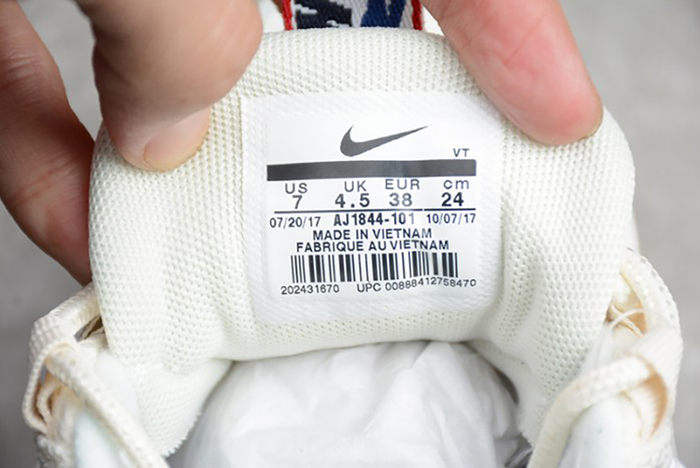 VT
US UK EUR cm
7 4.5 38 24
07/20/17 AJ1844-101 10/07/17
MADE IN VIETNAM
FABRIQUE AU VIETNAM
202431670 UPC 00888412758470